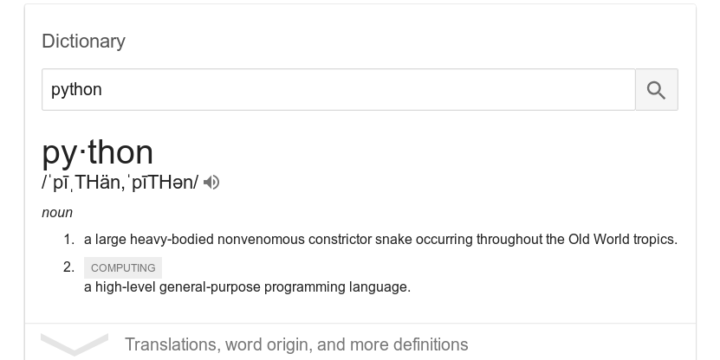 Dictionary
python
py·thon
/ˈpīˌTHän,ˈpīTHən/
noun
1. a large heavy-bodied nonvenomous constrictor snake occurring throughout the Old World tropics.
2. COMPUTING
a high-level general-purpose programming language.
Translations, word origin, and more definitions